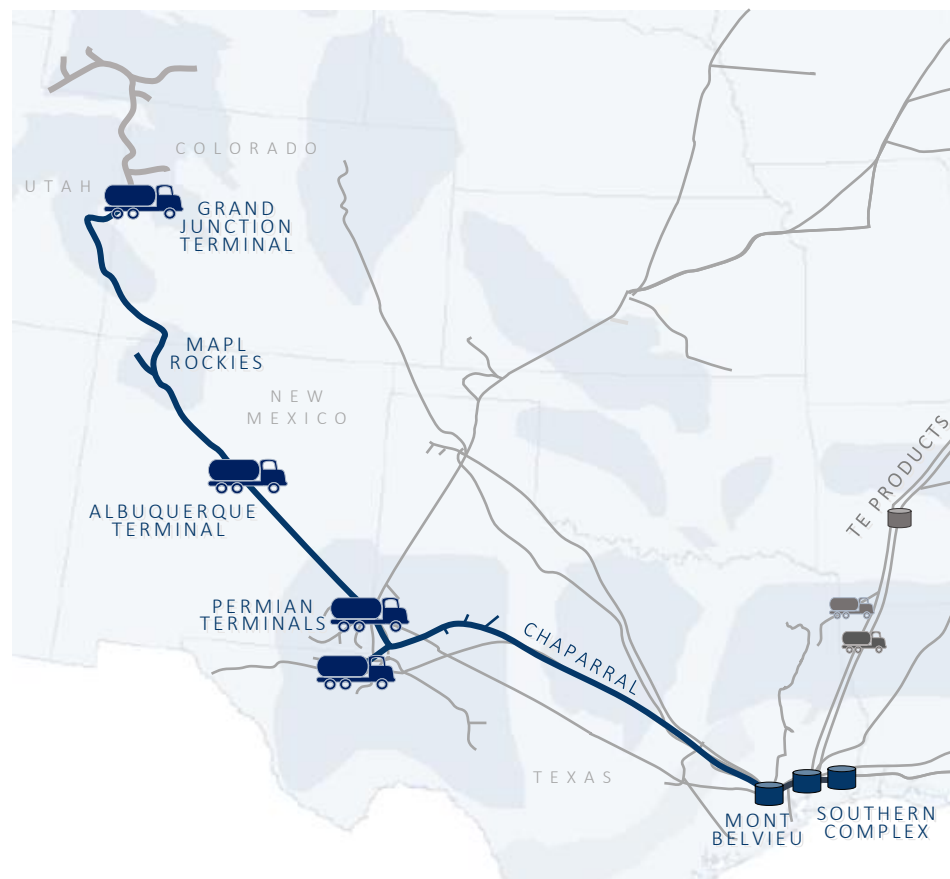 COLORADO
UTAH
GRAND
JUNCTION
TERMINAL
MAPL
ROCKIES
NEW
MEXICO
TE PRODUCTS
ALBUQUERQUE
TERMINAL
PERMIAN
TERMINALS
CHAPARRAL
TEXAS
MONT
BELVIEU
SOUTHERN
COMPLEX